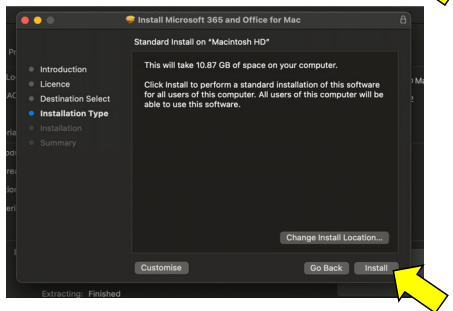 Install Microsoft 365 and Office for Mac
Standard Install on "Macintosh HD"
Introduction
Licence
Destination Select
Installation Type
Installation
Summary
This will take 10.87 GB of space on your computer.
Click Install to perform a standard installation of this software
for all users of this computer. All users of this computer will be
able to use this software.
Change Install Location...
Customise
Go Back
Install
Extracting: Finished